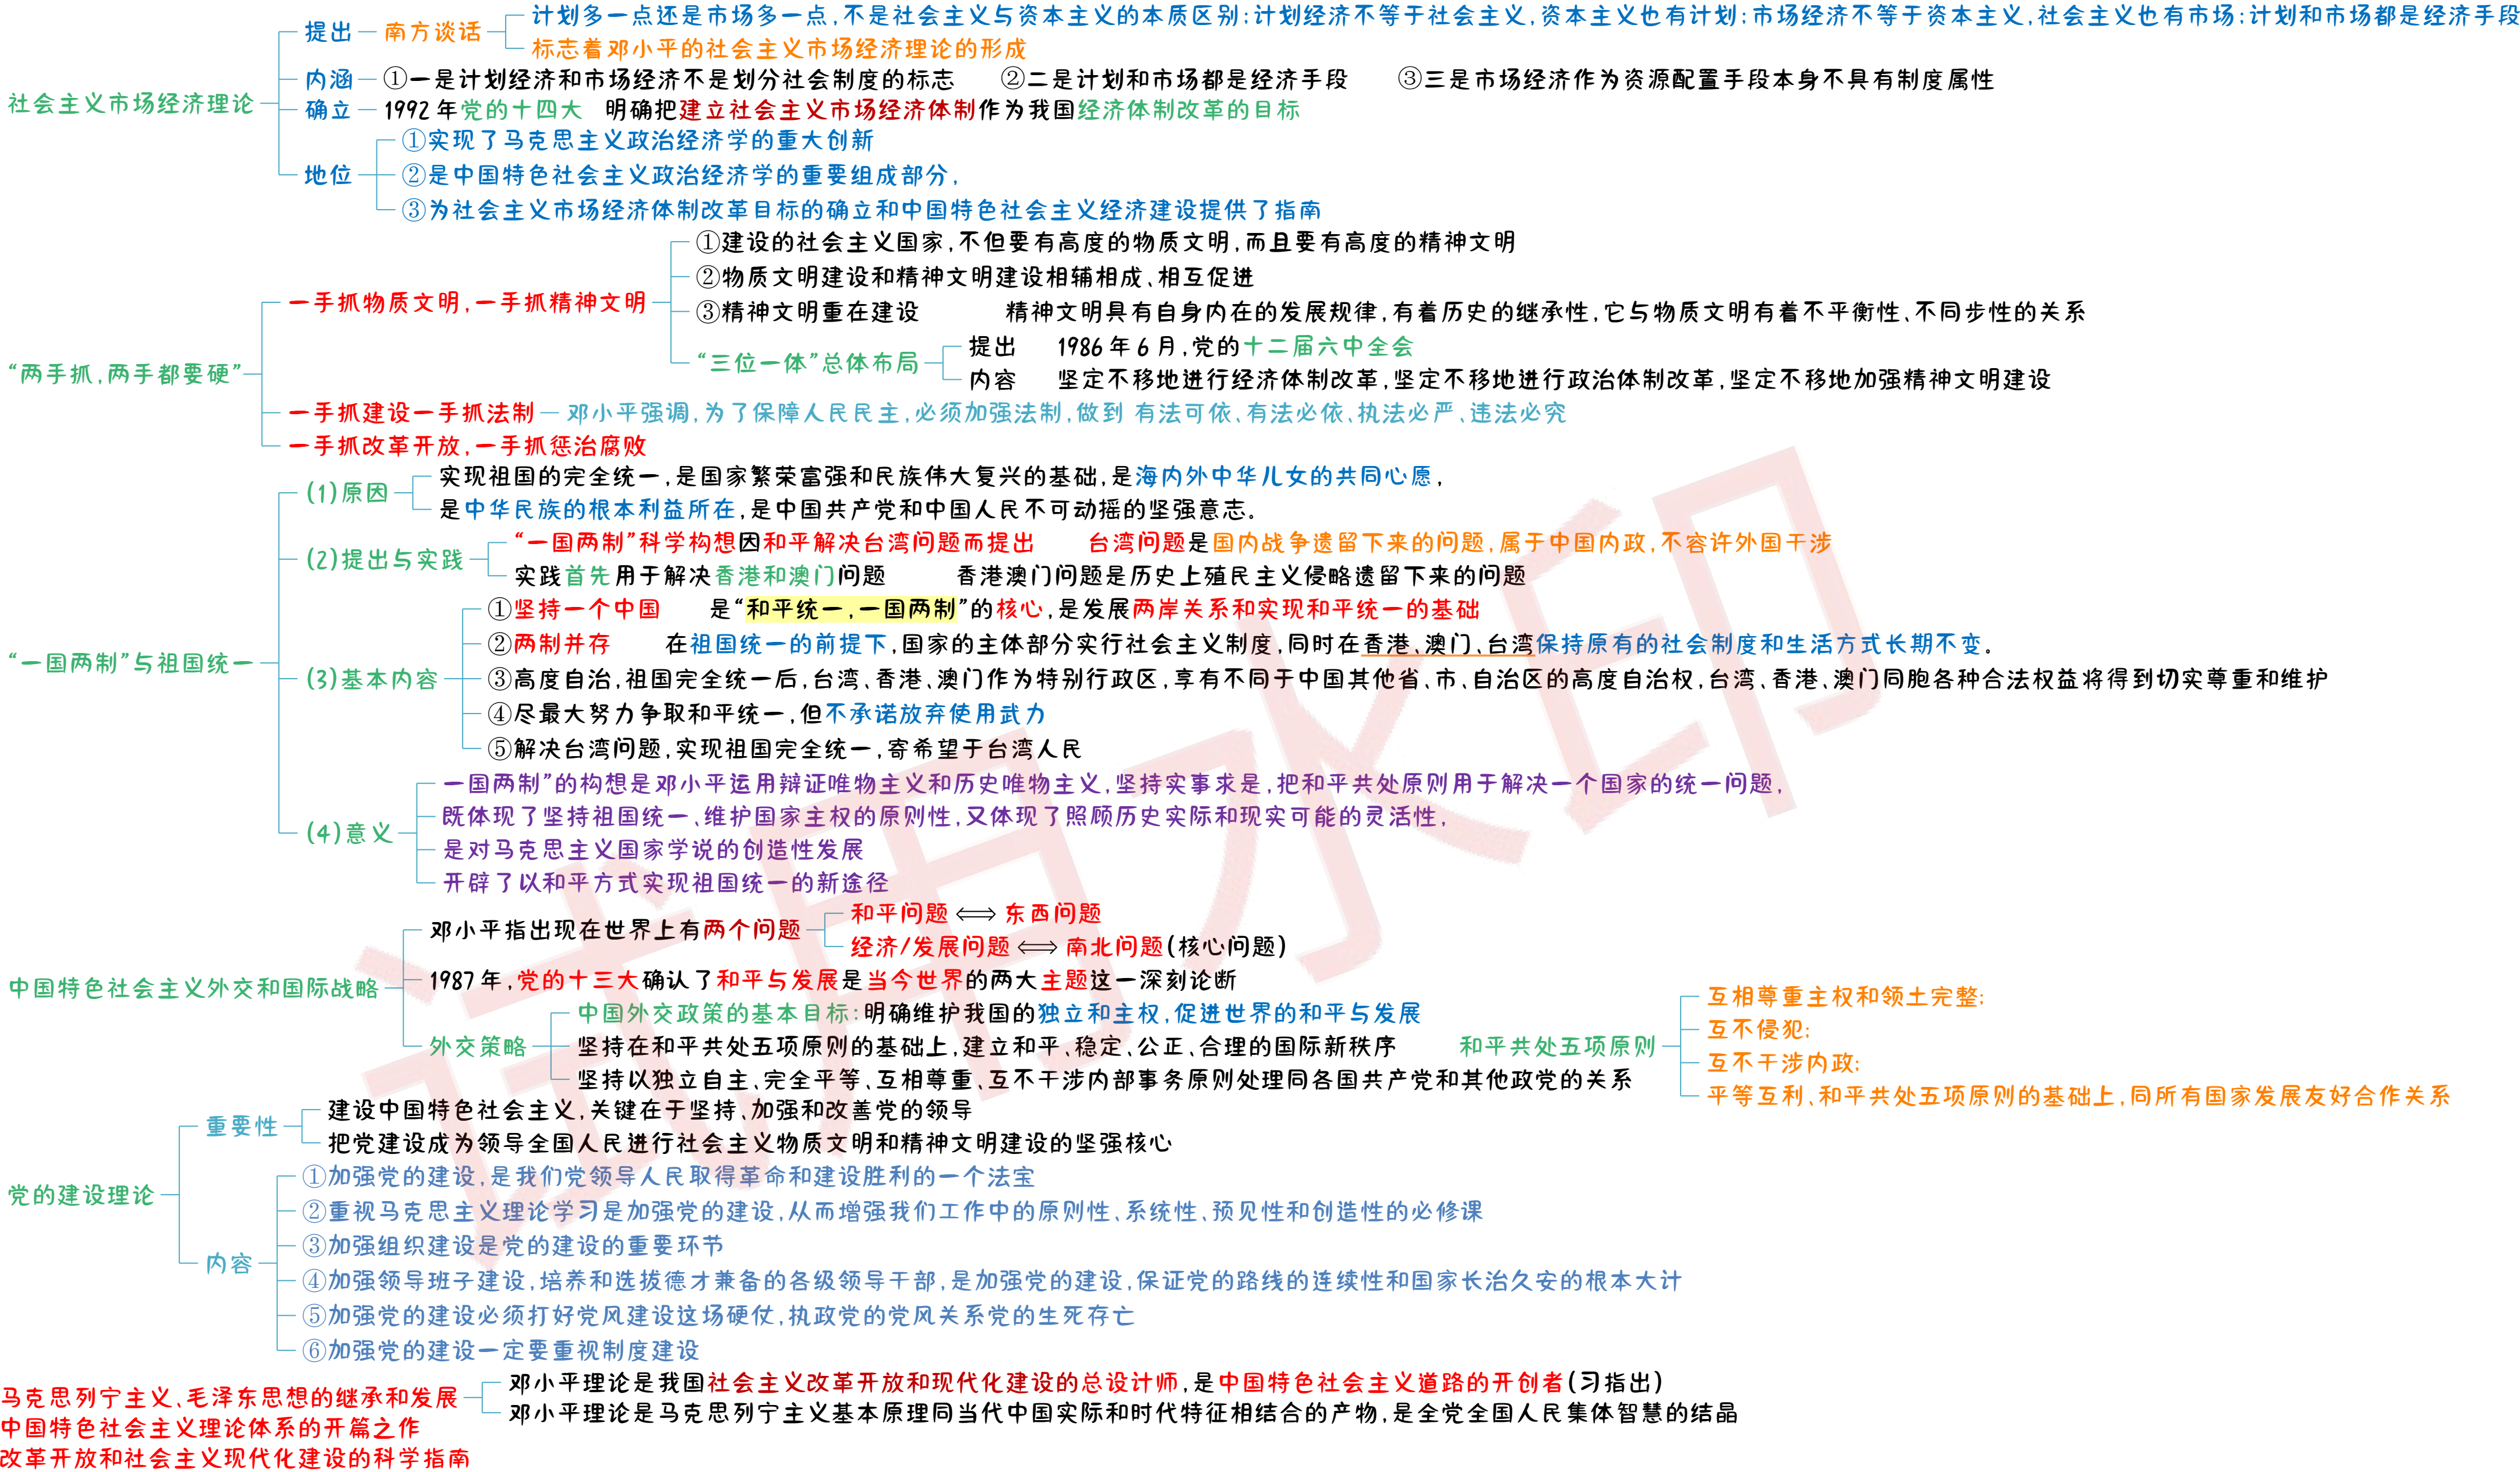 社会主义市场经济理论
提出
南方谈话
计划多一点还是市场多一点,不是社会主义与资本主义的本质区别;计划经济不等于社会主义,资本主义也有计划;市场经济不等于资本主义,社会主义也有市场;计划和市场都是经济手段
标志着邓小平的社会主义市场经济理论的形成
内涵
①一是计划经济和市场经济不是划分社会制度的标志 ②二是计划和市场都是经济手段 ③三是市场经济作为资源配置手段本身不具有制度属性
确立
1992年党的十四大 明确把建立社会主义市场经济体制作为我国经济体制改革的目标
地位
①实现了马克思主义政治经济学的重大创新
②是中国特色社会主义政治经济学的重要组成部分,
③为社会主义市场经济体制改革目标的确立和中国特色社会主义经济建设提供了指南
“两手抓,两手都要硬”
一手抓物质文明,一手抓精神文明
①建设的社会主义国家,不但要有高度的物质文明,而且要有高度的精神文明
②物质文明建设和精神文明建设相辅相成、相互促进
③精神文明重在建设 精神文明具有自身内在的发展规律,有着历史的继承性,它与物质文明有着不平衡性、不同步性的关系
“三位一体”总体布局
提出 1986年6月,党的十二届六中全会
内容 坚定不移地进行经济体制改革,坚定不移地进行政治体制改革,坚定不移地加强精神文明建设
一手抓建设一手抓法制
邓小平强调,为了保障人民民主,必须加强法制,做到 有法可依、有法必依、执法必严、违法必究
一手抓改革开放,一手抓惩治腐败
“一国两制”与祖国统一
(1)原因
实现祖国的完全统一,是国家繁荣富强和民族伟大复兴的基础,是海内外中华儿女的共同心愿,
是中华民族的根本利益所在,是中国共产党和中国人民不可动摇的坚强意志。
(2)提出与实践
“一国两制”科学构想因和平解决台湾问题而提出 台湾问题是国内战争遗留下来的问题,属于中国内政,不容许外国干涉
实践首先用于解决香港和澳门问题 香港澳门问题是历史上殖民主义侵略遗留下来的问题
(3)基本内容
①坚持一个中国 是“和平统一,一国两制”的核心,是发展两岸关系和实现和平统一的基础
②两制并存 在祖国统一的前提下,国家的主体部分实行社会主义制度,同时在香港、澳门、台湾保持原有的社会制度和生活方式长期不变。
③高度自治,祖国完全统一后,台湾、香港、澳门作为特别行政区,享有不同于中国其他省、市、自治区的高度自治权,台湾、香港、澳门同胞各种合法权益将得到切实尊重和维护
④尽最大努力争取和平统一,但不承诺放弃使用武力
⑤解决台湾问题,实现祖国完全统一,寄希望于台湾人民
(4)意义
一国两制”的构想是邓小平运用辩证唯物主义和历史唯物主义,坚持实事求是,把和平共处原则用于解决一个国家的统一问题,
既体现了坚持祖国统一、维护国家主权的原则性,又体现了照顾历史实际和现实可能的灵活性,
是对马克思主义国家学说的创造性发展
开辟了以和平方式实现祖国统一的新途径
中国特色社会主义外交和国际战略
邓小平指出现在世界上有两个问题
和平问题⟺东西问题
经济/发展问题⟺南北问题(核心问题)
1987年,党的十三大确认了和平与发展是当今世界的两大主题这一深刻论断
外交策略
中国外交政策的基本目标:明确维护我国的独立和主权,促进世界的和平与发展
坚持在和平共处五项原则的基础上,建立和平、稳定、公正、合理的国际新秩序
和平共处五项原则
互相尊重主权和领土完整;
互不侵犯;
互不干涉内政;
平等互利、和平共处五项原则的基础上,同所有国家发展友好合作关系
坚持以独立自主、完全平等、互相尊重、互不干涉内部事务原则处理同各国共产党和其他政党的关系
党的建设理论
重要性
建设中国特色社会主义,关键在于坚持、加强和改善党的领导
把党建设成为领导全国人民进行社会主义物质文明和精神文明建设的坚强核心
内容
①加强党的建设,是我们党领导人民取得革命和建设胜利的一个法宝
②重视马克思主义理论学习是加强党的建设,从而增强我们工作中的原则性、系统性、预见性和创造性的必修课
③加强组织建设是党的建设的重要环节
④加强领导班子建设,培养和选拔德才兼备的各级领导干部,是加强党的建设,保证党的路线的连续性和国家长治久安的根本大计
⑤加强党的建设必须打好党风建设这场硬仗,执政党的党风关系党的生死存亡
⑥加强党的建设一定要重视制度建设
马克思列宁主义、毛泽东思想的继承和发展
邓小平理论是我国社会主义改革开放和现代化建设的总设计师,是中国特色社会主义道路的开创者(习指出)
邓小平理论是马克思列宁主义基本原理同当代中国实际和时代特征相结合的产物,是全党全国人民集体智慧的结晶
中国特色社会主义理论体系的开篇之作
改革开放和社会主义现代化建设的科学指南
试用水印